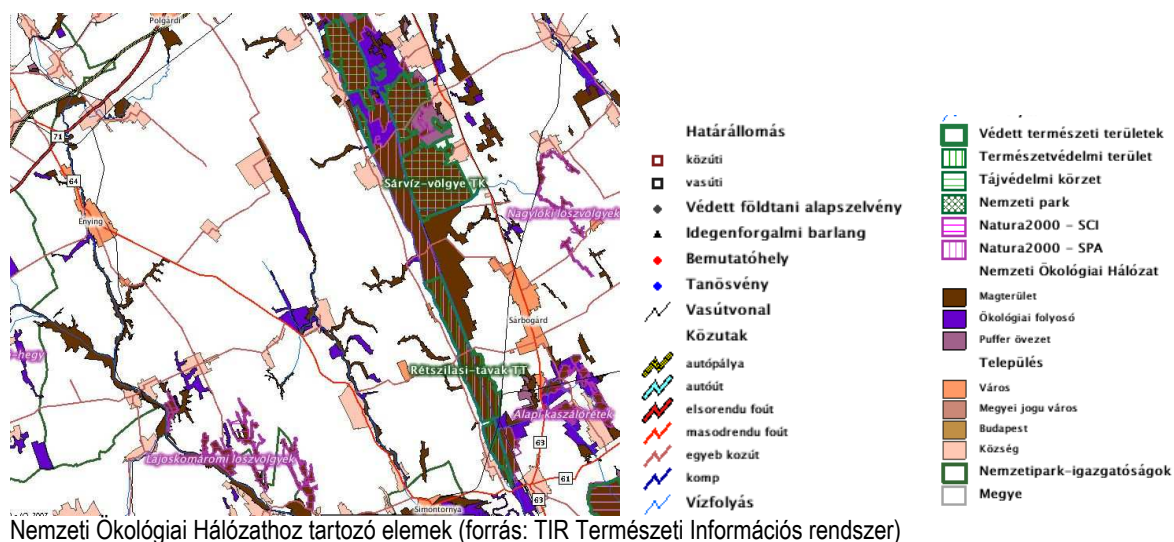 Polgárdi
71
64
Enying
Sárvíz-völgye TK
Nagylóki löszvölgyek
Sárbogárd
-hegy
Rétszilasi-tavak TT
Alapi kaszálórétek
Lajoskomáromi löszvölgyek
63
61
63
Simontornya
Határállomás
közúti
vasúti
Védett földtani alapszelvény
Idegenforgalmi barlang
Bemutatóhely
Tanösvény
Vasútvonal
Közutak
autópálya
autóút
elsorendu foút
masodrendu foút
egyeb kozút
komp
Vízfolyás
Védett természeti területek
Természetvédelmi terület
Tájvédelmi körzet
Nemzeti park
Natura2000 - SCI
Natura2000 - SPA
Nemzeti Ökológiai Hálózat
Magterület
Ökológiai folyosó
Puffer övezet
Település
Város
Megyei jogu város
Budapest
Község
Nemzetipark-igazgatóságok
Megye
Nemzeti Ökológiai Hálózathoz tartozó elemek (forrás: TIR Természeti Információs rendszer)